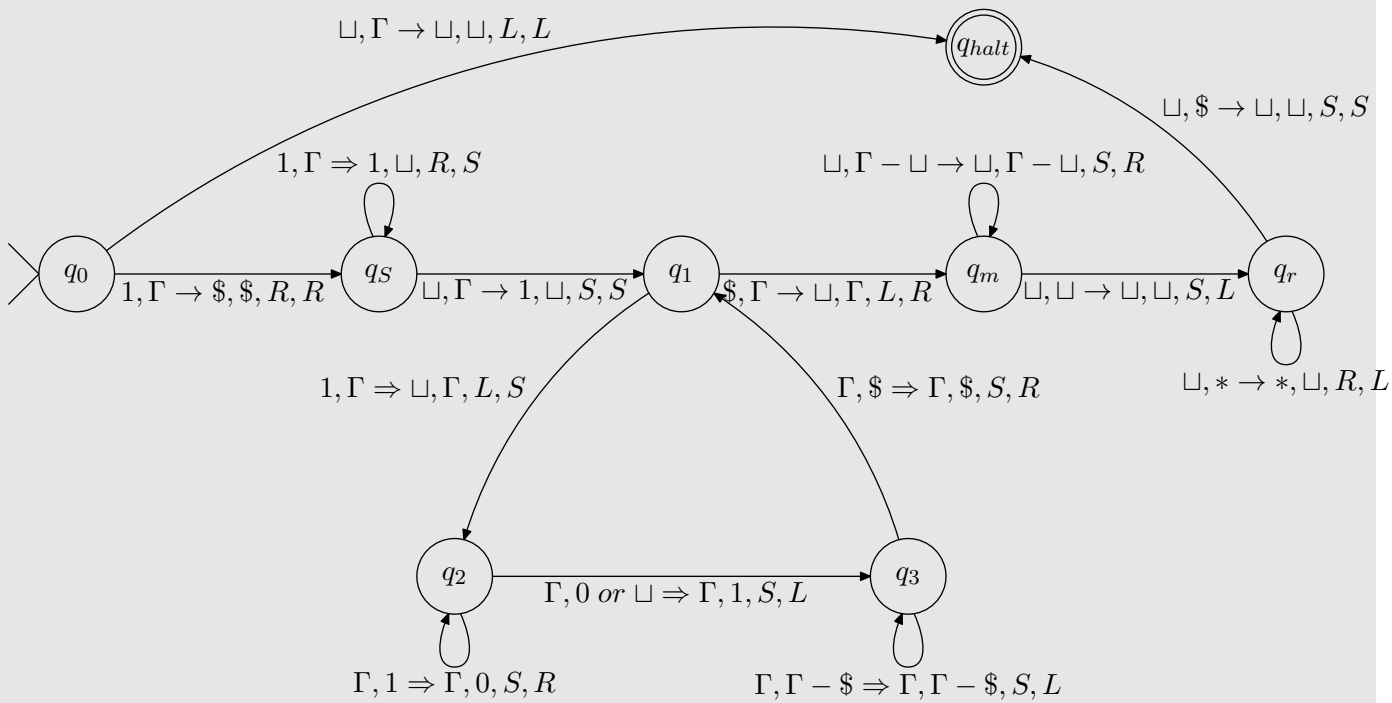 ⊔, Γ → ⊔, ⊔, L, L
q_halt
⊔, $ → ⊔, ⊔, S, S
1, Γ ⇒ 1, ⊔, R, S
⊔, Γ − ⊔ → ⊔, Γ − ⊔, S, R
q_0
1, Γ → $, $, R, R
q_S
⊔, Γ → 1, ⊔, S, S
q_1
$, Γ → ⊔, Γ, L, R
q_m
⊔, ⊔ → ⊔, ⊔, S, L
q_r
1, Γ ⇒ ⊔, Γ, L, S
Γ, $ ⇒ Γ, $, S, R
⊔, * → *, ⊔, R, L
q_2
Γ, 0 or ⊔ ⇒ Γ, 1, S, L
q_3
Γ, 1 ⇒ Γ, 0, S, R
Γ, Γ − $ ⇒ Γ, Γ − $, S, L